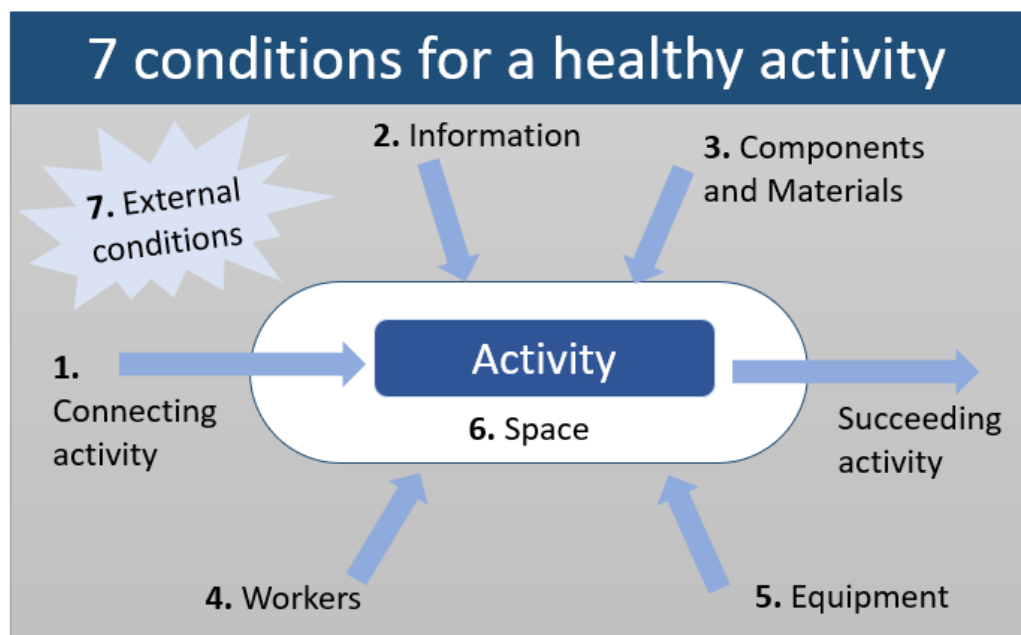 7 conditions for a healthy activity
2. Information
3. Components
and Materials
7. External
conditions
1.
Connecting
activity
Activity
6. Space
Succeeding
activity
4. Workers
5. Equipment